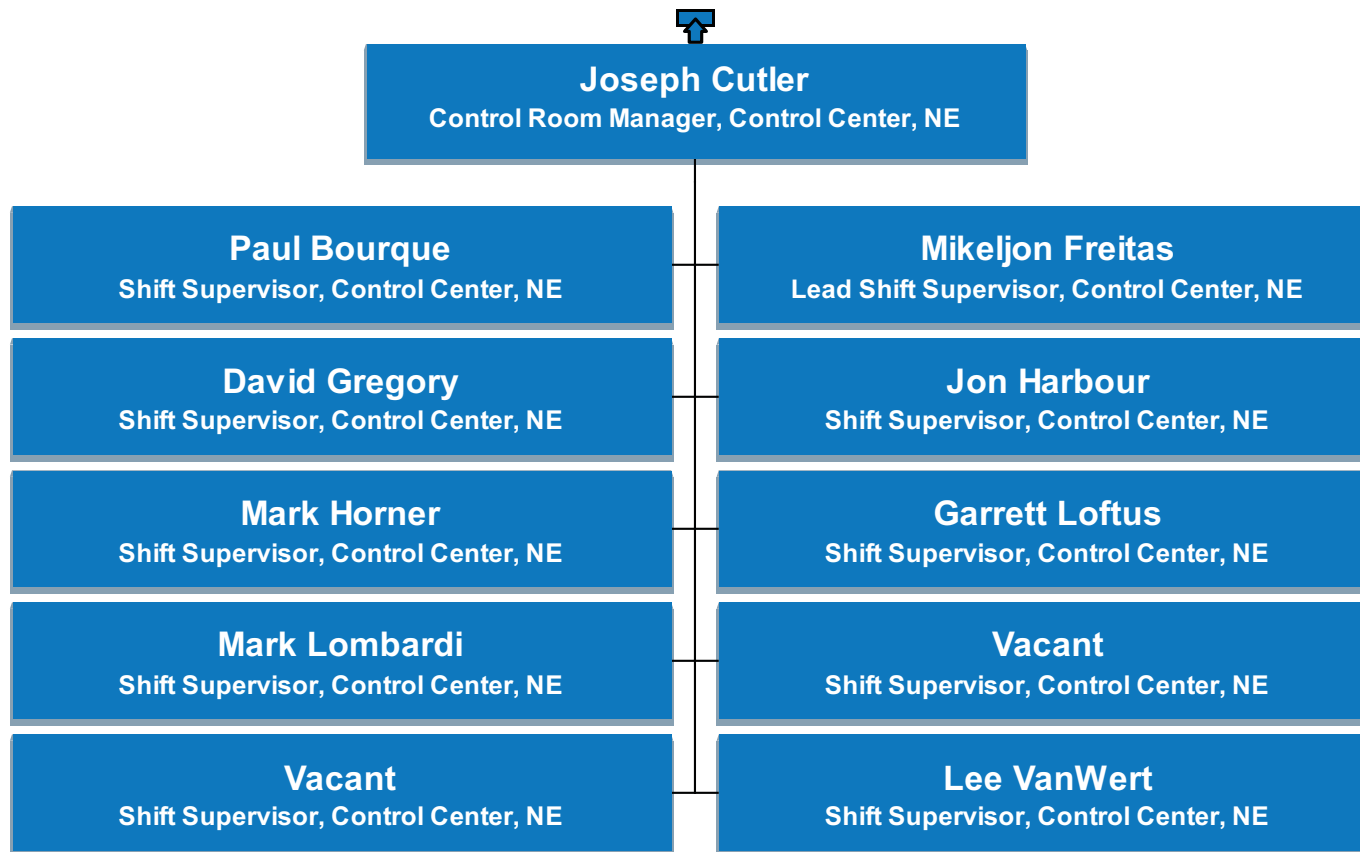 Joseph Cutler
Control Room Manager, Control Center, NE
Paul Bourque
Shift Supervisor, Control Center, NE
Mikeljon Freitas
Lead Shift Supervisor, Control Center, NE
David Gregory
Shift Supervisor, Control Center, NE
Jon Harbour
Shift Supervisor, Control Center, NE
Mark Horner
Shift Supervisor, Control Center, NE
Garrett Loftus
Shift Supervisor, Control Center, NE
Mark Lombardi
Shift Supervisor, Control Center, NE
Vacant
Shift Supervisor, Control Center, NE
Vacant
Shift Supervisor, Control Center, NE
Lee VanWert
Shift Supervisor, Control Center, NE